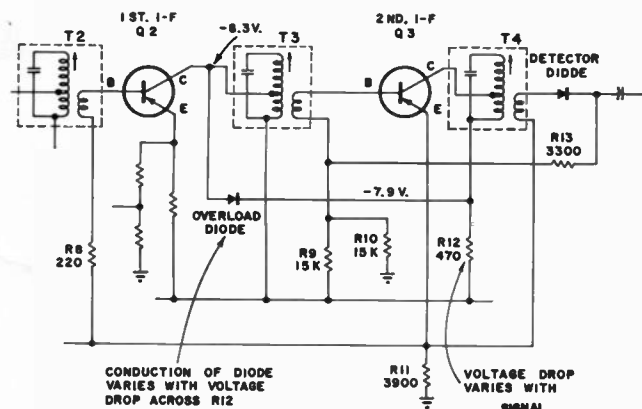 1ST. I-F
Q2
2ND. I-F
Q3
T2
-8.3V.
T3
T4
DETECTOR
DIODE
B
C
E
B
C
E
R13
3300
-7.9V.
OVERLOAD
DIODE
R8
220
R9
15K
R10
15K
R12
470
CONDUCTION OF DIODE
VARIES WITH VOLTAGE
DROP ACROSS R12
R11
3900
VOLTAGE DROP
VARIES WITH
SIGNAL